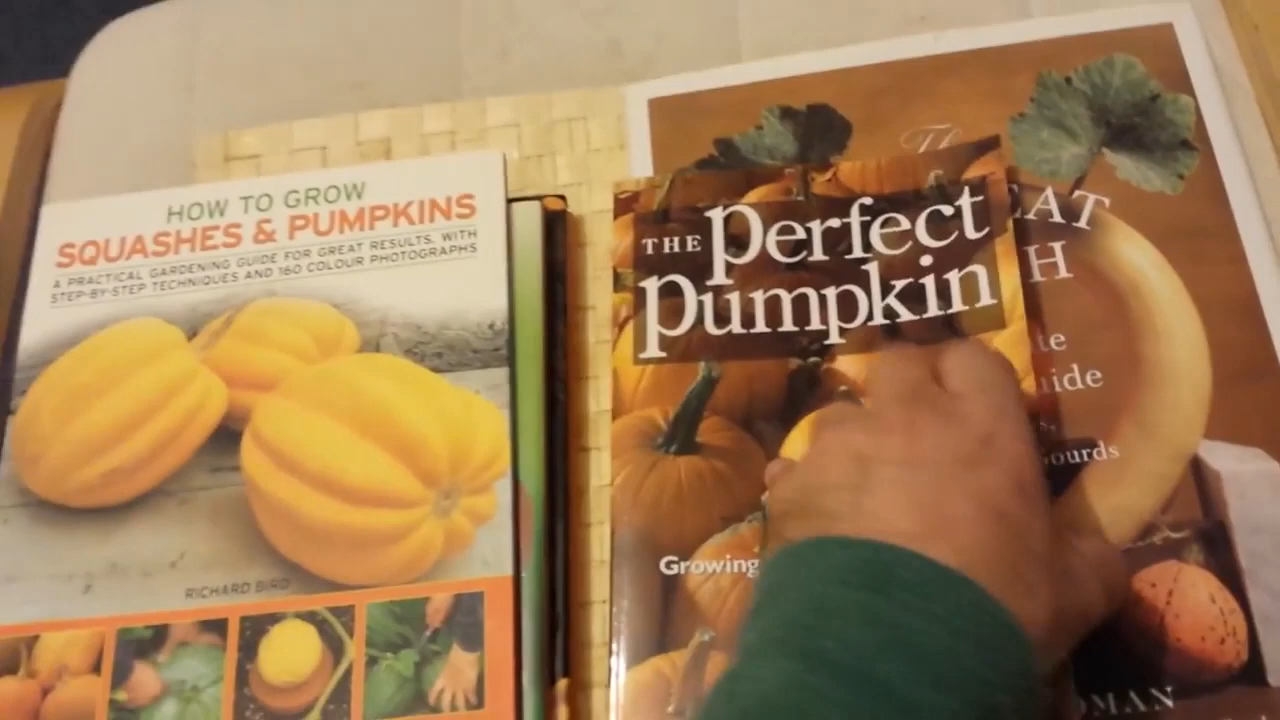 HOW TO GROW
SQUASHES & PUMPKINS
A PRACTICAL GARDENING GUIDE FOR GREAT RESULTS, WITH
STEP-BY-STEP TECHNIQUES AND 160 COLOUR PHOTOGRAPHS
RICHARD BIRD
THE perfect
pumpkin
Growing